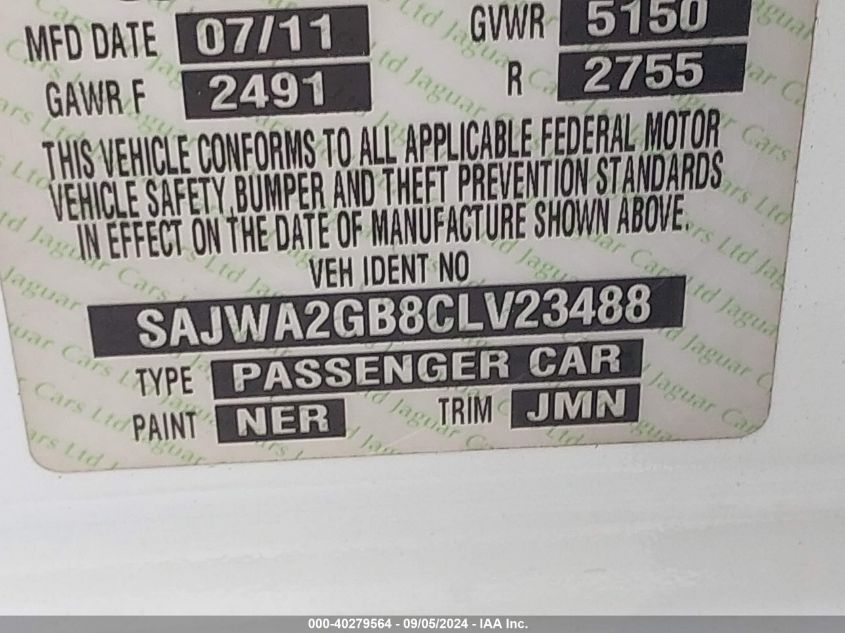 MFD DATE 07/11 GVWR 5150
GAWR F 2491 R 2755
THIS VEHICLE CONFORMS TO ALL APPLICABLE FEDERAL MOTOR
VEHICLE SAFETY, BUMPER AND THEFT PREVENTION STANDARDS
IN EFFECT ON THE DATE OF MANUFACTURE SHOWN ABOVE.
VEH IDENT NO
SAJWA2GB8CLV23488
TYPE PASSENGER CAR
PAINT NER TRIM JMN
000-40279564 - 09/05/2024 - IAA Inc.